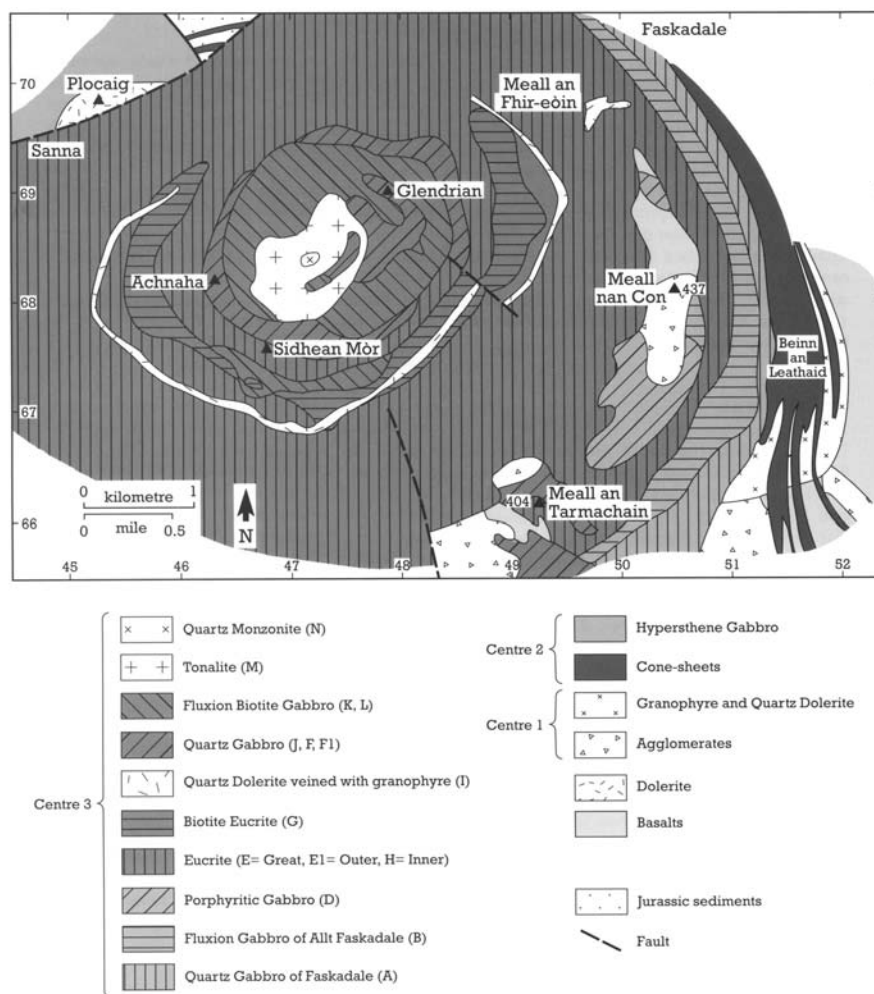 Faskadale
70
Plocaig
Meall an
Fhir-eòin
Sanna
69
Glendrian
Achnaha
68
Meall
nan Con
437
Sidhean Mòr
Beinn
an
Leathaid
67
0 kilometre 1
0 mile 0.5
N
404
Meall an
Tarmachain
66
45 46 47 48 49 50 51 52
Centre 3
Quartz Monzonite (N)
Tonalite (M)
Fluxion Biotite Gabbro (K, L)
Quartz Gabbro (J, F, F1)
Quartz Dolerite veined with granophyre (I)
Biotite Eucrite (G)
Eucrite (E= Great, E1= Outer, H= Inner)
Porphyritic Gabbro (D)
Fluxion Gabbro of Allt Faskadale (B)
Quartz Gabbro of Faskadale (A)
Centre 2
Hypersthene Gabbro
Cone-sheets
Centre 1
Granophyre and Quartz Dolerite
Agglomerates
Dolerite
Basalts
Jurassic sediments
Fault